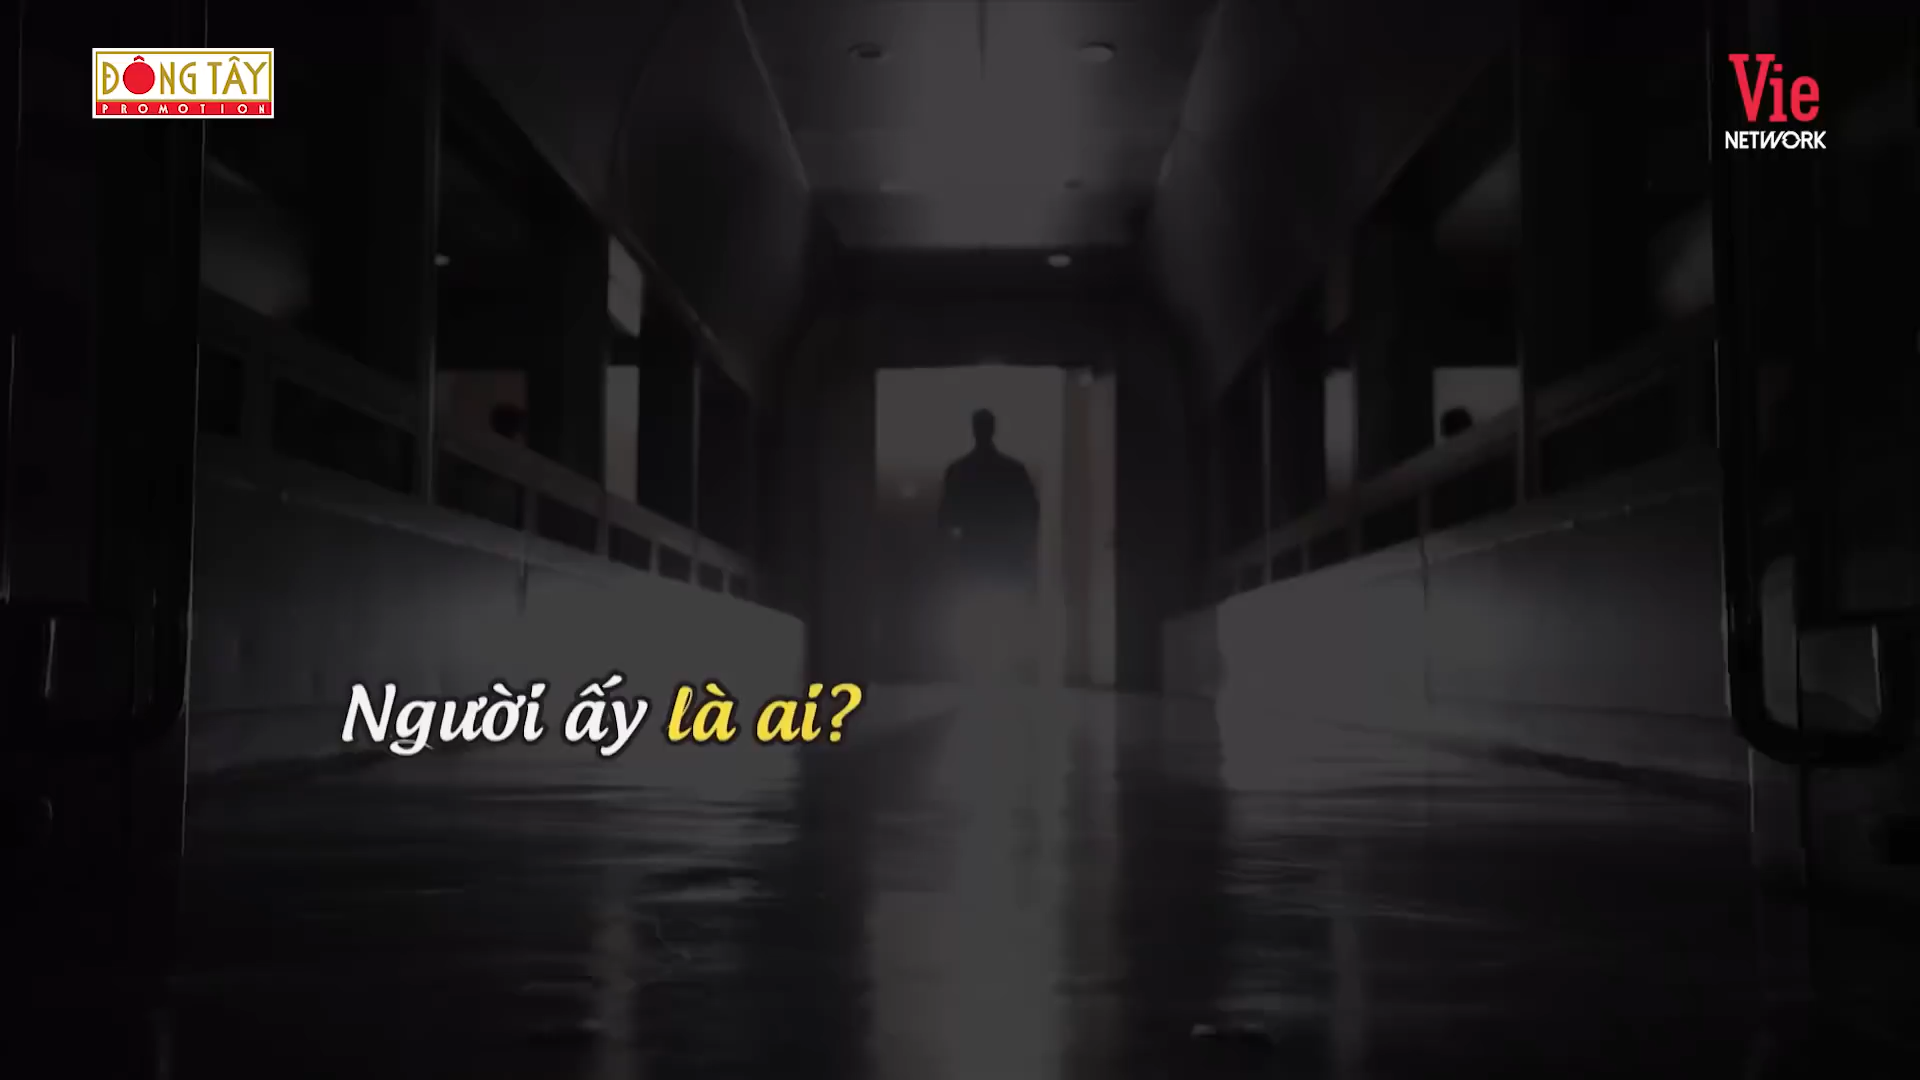 ĐÔNG TÂY
PROMOTION
Vie
NETWORK
Người ấy là ai?